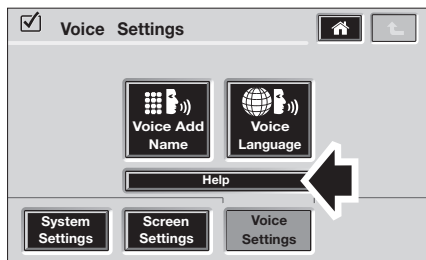 Voice Settings
Voice Add
Name
Voice
Language
Help
System
Settings
Screen
Settings
Voice
Settings